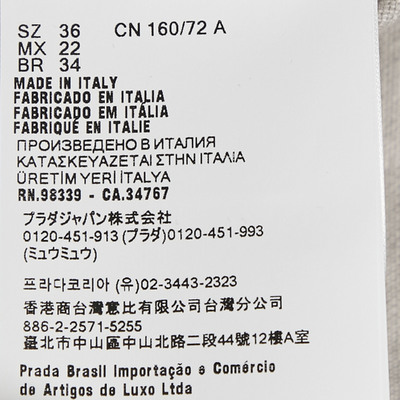 SZ 36 CN 160/72 A
MX 22
BR 34
MADE IN ITALY
FABRICADO EN ITALIA
FABRICADO EM ITÁLIA
FABRIQUÉ EN ITALIE
ПРОИЗВЕДЕНО В ИТАЛИЯ
ΚΑΤΑΣΚΕΥΑΖΕΤΑΙ ΣΤΗΝ ΙΤΑΛΙΑ
ÜRETİM YERİ İTALYA
RN.98339 - CA.34767
プラダジャパン株式会社
0120-451-913 (プラダ)0120-451-993
(ミュウミュウ)
프라다코리아 (유)02-3443-2323
香港商台灣意比有限公司台灣分公司
886-2-2571-5255
臺北市中山區中山北路二段44號12樓A室
Prada Brasil Importação e Comércio
de Artigos de Luxo Ltda